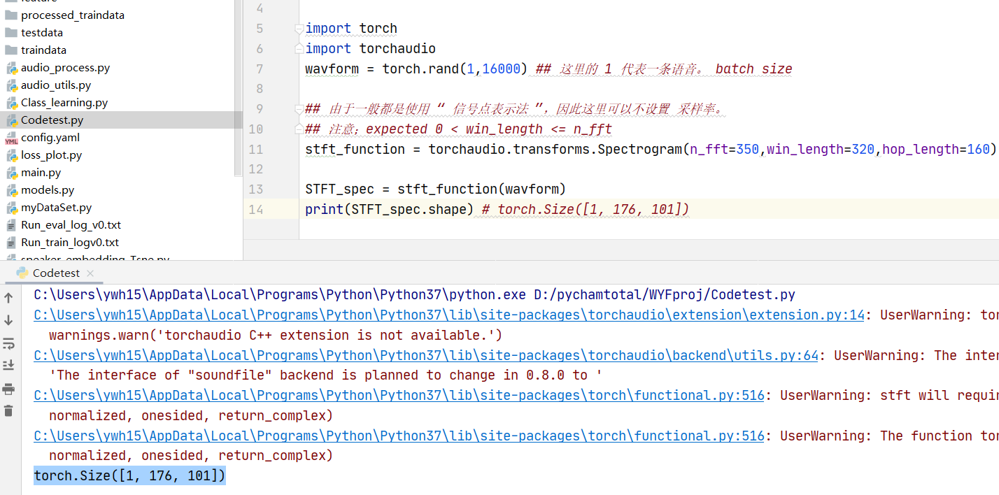 feature
processed_traindata
testdata
traindata
audio_process.py
audio_utils.py
Class_learning.py
Codetest.py
YML config.yaml
loss_plot.py
main.py
models.py
myDataSet.py
Run_eval_log_v0.txt
Run_train_logv0.txt
speaker_embedding_Tsne.py
4
5 import torch
6 import torchaudio
7 wavform = torch.rand(1,16000) ## 这里的 1 代表一条语音。 batch size
8
9 ## 由于一般都是使用 “ 信号点表示法 ”，因此这里可以不设置 采样率。
10 ## 注意；expected 0 < win_length <= n_fft
11 stft_function = torchaudio.transforms.Spectrogram(n_fft=350,win_length=320,hop_length=160)
12
13 STFT_spec = stft_function(wavform)
14 print(STFT_spec.shape) # torch.Size([1, 176, 101])
Codetest
C:\Users\ywh15\AppData\Local\Programs\Python\Python37\python.exe D:/pychamtotal/WYFproj/Codetest.py
C:\Users\ywh15\AppData\Local\Programs\Python\Python37\lib\site-packages\torchaudio\extension\extension.py:14: UserWarning: tor
warnings.warn('torchaudio C++ extension is not available.')
C:\Users\ywh15\AppData\Local\Programs\Python\Python37\lib\site-packages\torchaudio\backend\utils.py:64: UserWarning: The inter
'The interface of "soundfile" backend is planned to change in 0.8.0 to '
C:\Users\ywh15\AppData\Local\Programs\Python\Python37\lib\site-packages\torch\functional.py:516: UserWarning: stft will requir
normalized, onesided, return_complex)
C:\Users\ywh15\AppData\Local\Programs\Python\Python37\lib\site-packages\torch\functional.py:516: UserWarning: The function tor
normalized, onesided, return_complex)
torch.Size([1, 176, 101])